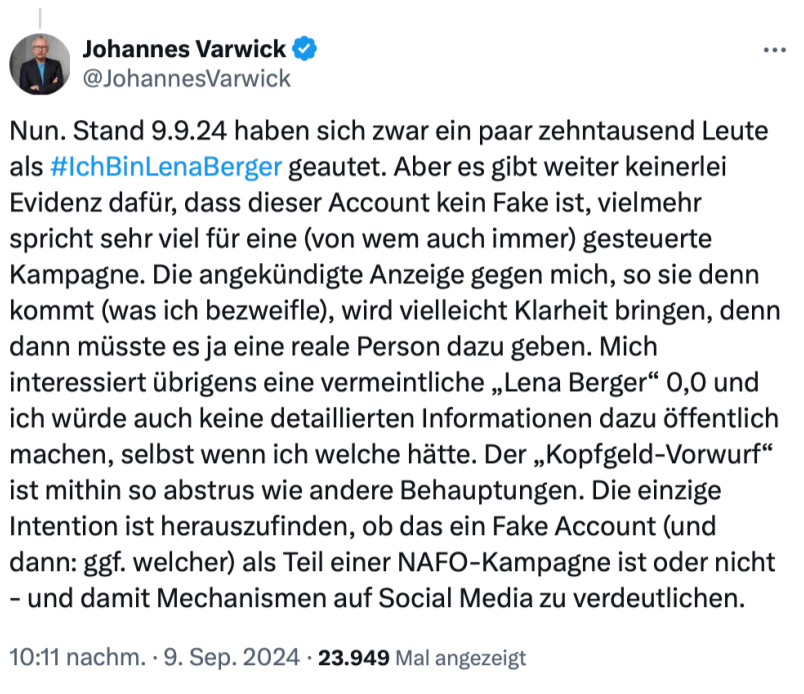 Johannes Varwick
@JohannesVarwick
Nun. Stand 9.9.24 haben sich zwar ein paar zehntausend Leute
als #IchBinLenaBerger geautet. Aber es gibt weiter keinerlei
Evidenz dafür, dass dieser Account kein Fake ist, vielmehr
spricht sehr viel für eine (von wem auch immer) gesteuerte
Kampagne. Die angekündigte Anzeige gegen mich, so sie denn
kommt (was ich bezweifle), wird vielleicht Klarheit bringen, denn
dann müsste es ja eine reale Person dazu geben. Mich
interessiert übrigens eine vermeintliche „Lena Berger“ 0,0 und
ich würde auch keine detaillierten Informationen dazu öffentlich
machen, selbst wenn ich welche hätte. Der „Kopfgeld-Vorwurf“
ist mithin so abstrus wie andere Behauptungen. Die einzige
Intention ist herauszufinden, ob das ein Fake Account (und
dann: ggf. welcher) als Teil einer NAFO-Kampagne ist oder nicht
- und damit Mechanismen auf Social Media zu verdeutlichen.
10:11 nachm. · 9. Sep. 2024 · 23.949 Mal angezeigt